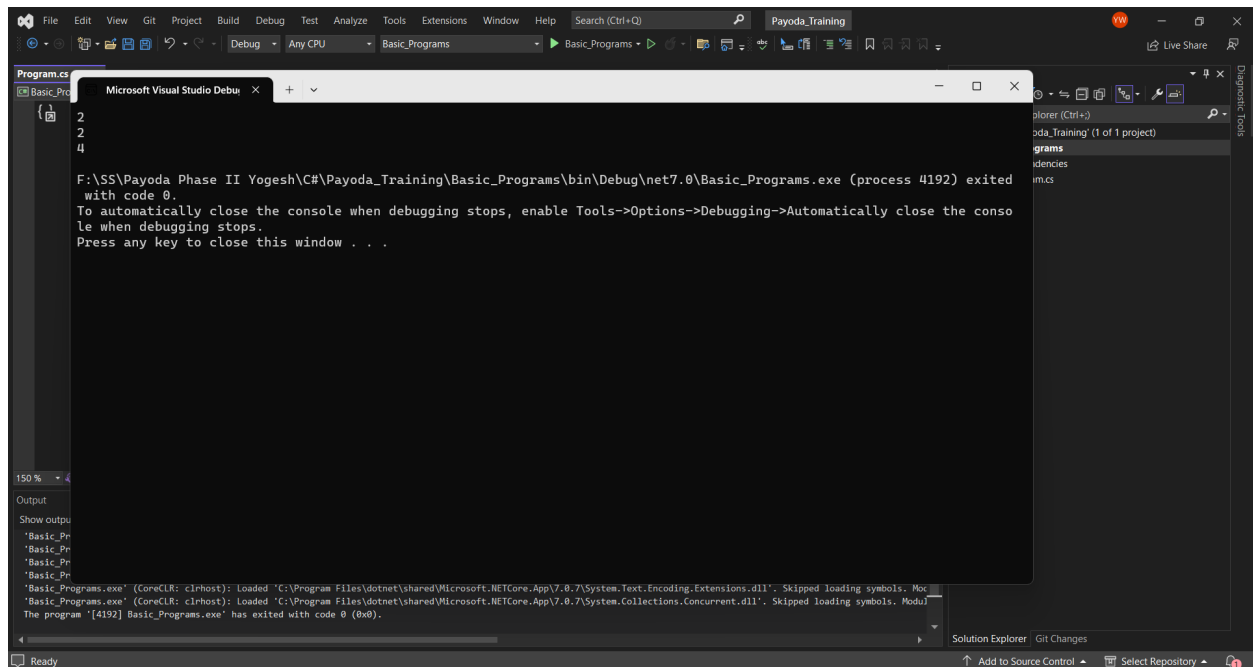 File Edit View Git Project Build Debug Test Analyze Tools Extensions Window Help Search (Ctrl+Q) Payoda_Training YW
Debug Any CPU Basic_Programs Basic_Programs Live Share
Program.cs
Basic_Pro
Microsoft Visual Studio Debu
2
2
4
F:\SS\Payoda Phase II Yogesh\C#\Payoda_Training\Basic_Programs\bin\Debug\net7.0\Basic_Programs.exe (process 4192) exited
with code 0.
To automatically close the console when debugging stops, enable Tools->Options->Debugging->Automatically close the conso
le when debugging stops.
Press any key to close this window . . .
plorer (Ctrl+;)
oda_Training' (1 of 1 project)
grams
ndencies
m.cs
Diagnostic Tools
150 %
Output
Show outpu
'Basic_Pr
'Basic_Pr
'Basic_Pr
'Basic_Pr
'Basic_Programs.exe' (CoreCLR: clrhost): Loaded 'C:\Program Files\dotnet\shared\Microsoft.NETCore.App\7.0.7\System.Text.Encoding.Extensions.dll'. Skipped loading symbols. Moc
'Basic_Programs.exe' (CoreCLR: clrhost): Loaded 'C:\Program Files\dotnet\shared\Microsoft.NETCore.App\7.0.7\System.Collections.Concurrent.dll'. Skipped loading symbols. Modul
The program '[4192] Basic_Programs.exe' has exited with code 0 (0x0).
Solution Explorer Git Changes
Ready Add to Source Control Select Repository 1